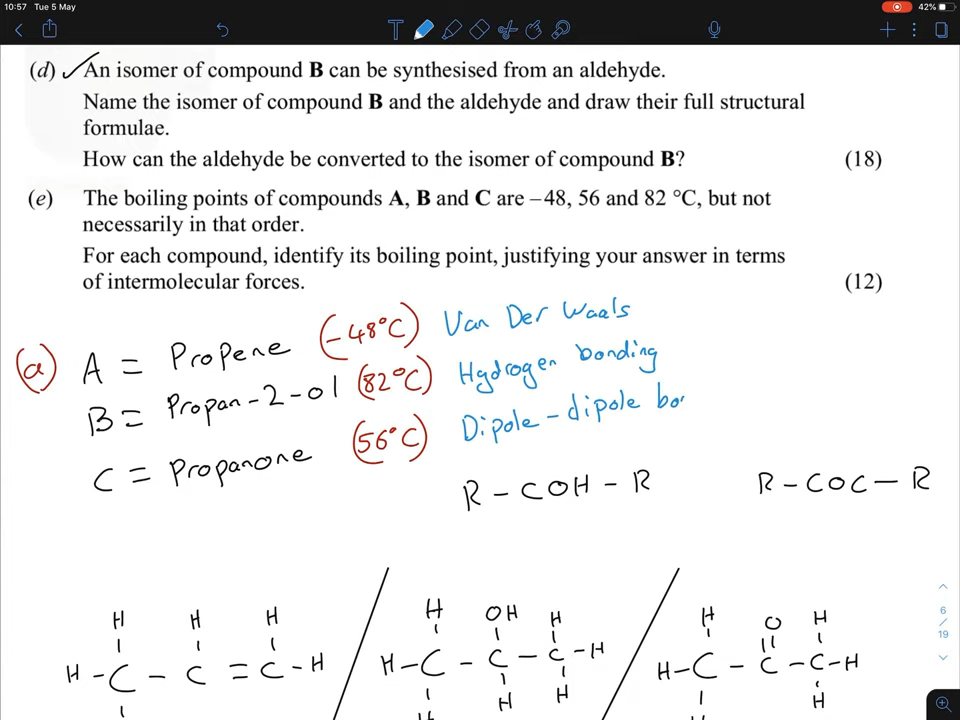 10:57 Tue 5 May
42%
(d) An isomer of compound B can be synthesised from an aldehyde.
Name the isomer of compound B and the aldehyde and draw their full structural
formulae.
How can the aldehyde be converted to the isomer of compound B? (18)
(e) The boiling points of compounds A, B and C are –48, 56 and 82 °C, but not
necessarily in that order.
For each compound, identify its boiling point, justifying your answer in terms
of intermolecular forces. (12)
(a) A = Propene (-48°C) Van Der Waals
B = Propan-2-ol (82°C) Hydrogen bonding
C = Propanone (56°C) Dipole-dipole bo
R - COH - R R - COC - R
H H H H OH H H O H
H - C - C = C - H H - C - C - C - H H - C - C - C - H
H H H H
6
/
19